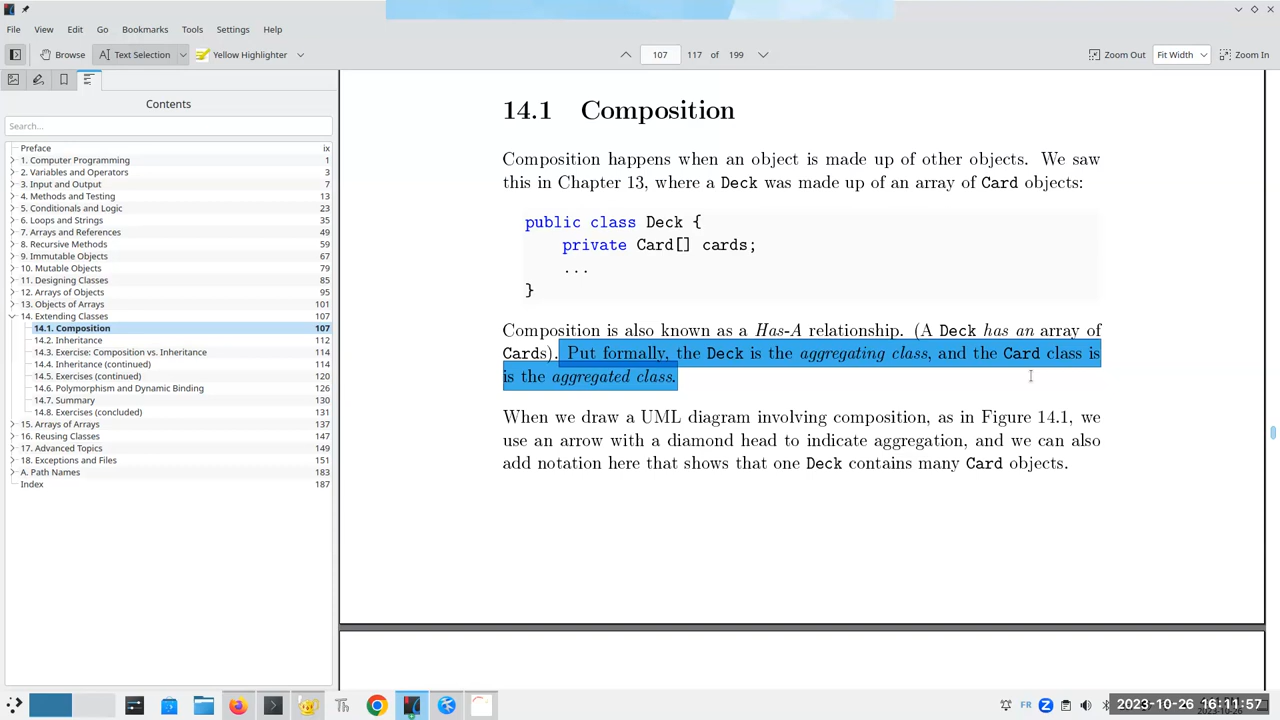 File View Edit Go Bookmarks Tools Settings Help
Browse Text Selection Yellow Highlighter 107 117 of 199 Zoom Out Fit Width Zoom In
Contents
Search...
Preface ix
1. Computer Programming 1
2. Variables and Operators 3
3. Input and Output 7
4. Methods and Testing 13
5. Conditionals and Logic 23
6. Loops and Strings 35
7. Arrays and References 49
8. Recursive Methods 59
9. Immutable Objects 67
10. Mutable Objects 79
11. Designing Classes 85
12. Arrays of Objects 95
13. Objects of Arrays 101
14. Extending Classes 107
14.1. Composition 107
14.2. Inheritance 112
14.3. Exercise: Composition vs. Inheritance 114
14.4. Inheritance (continued) 114
14.5. Exercises (continued) 120
14.6. Polymorphism and Dynamic Binding 126
14.7. Summary 130
14.8. Exercises (concluded) 131
15. Arrays of Arrays 137
16. Reusing Classes 147
17. Advanced Topics 149
18. Exceptions and Files 151
A. Path Names 183
Index 187
14.1 Composition
Composition happens when an object is made up of other objects. We saw
this in Chapter 13, where a Deck was made up of an array of Card objects:
public class Deck {
private Card[] cards;
...
}
Composition is also known as a Has-A relationship. (A Deck has an array of
Cards). Put formally, the Deck is the aggregating class, and the Card class is
is the aggregated class.
When we draw a UML diagram involving composition, as in Figure 14.1, we
use an arrow with a diamond head to indicate aggregation, and we can also
add notation here that shows that one Deck contains many Card objects.
Th FR Z 2023-10-26 16:11:57